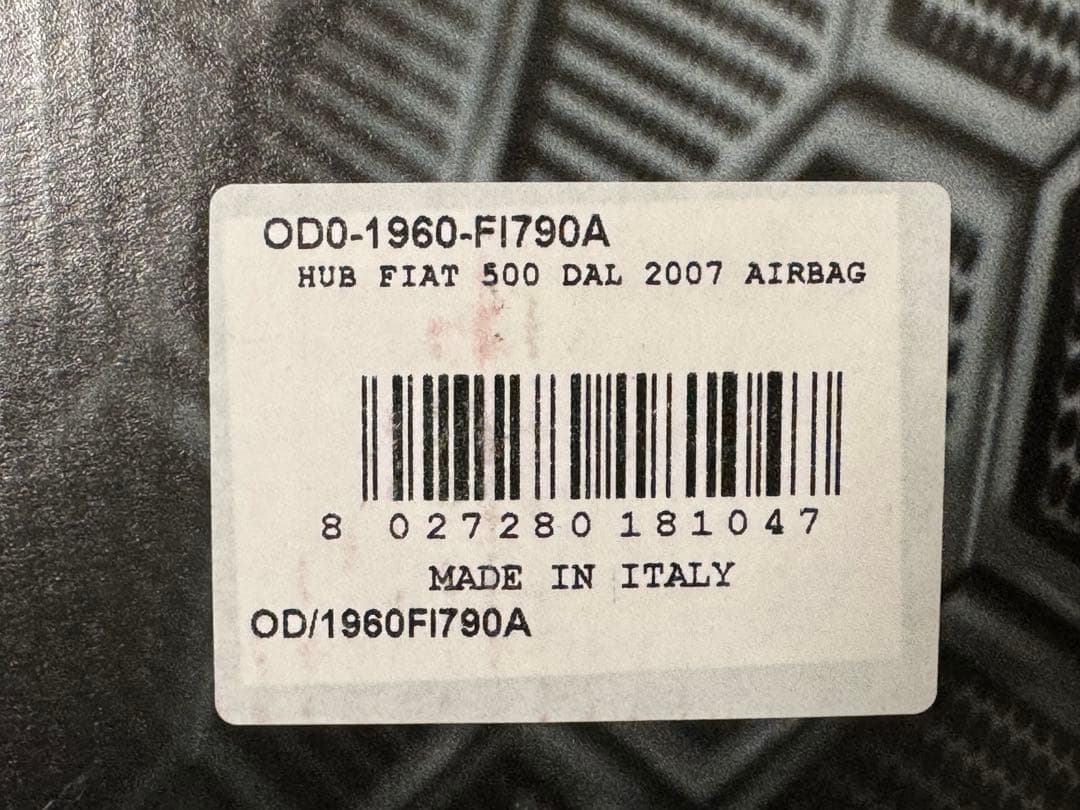 OD0-1960-FI790A
HUB FIAT 500 DAL 2007 AIRBAG
8 027280 181047
MADE IN ITALY
OD/1960FI790A